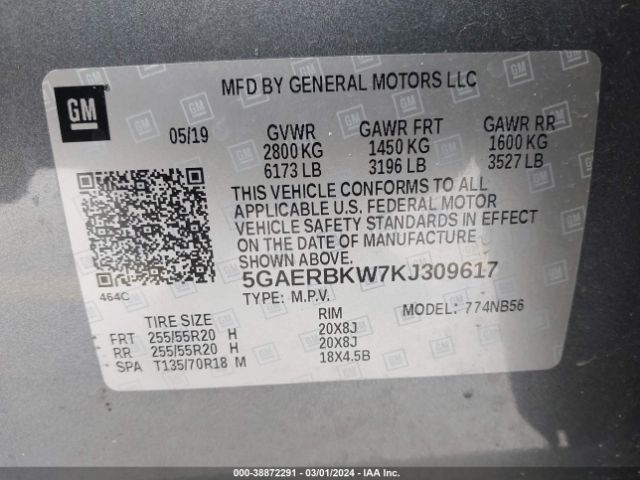 MFD BY GENERAL MOTORS LLC
GM
05/19 GVWR GAWR FRT GAWR RR
2800 KG 1450 KG 1600 KG
6173 LB 3196 LB 3527 LB
THIS VEHICLE CONFORMS TO ALL
APPLICABLE U.S. FEDERAL MOTOR
VEHICLE SAFETY STANDARDS IN EFFECT
ON THE DATE OF MANUFACTURE
SHOWN ABOVE.
464C
5GAERBKW7KJ309617
TYPE: M.P.V. MODEL: 774NB56
TIRE SIZE RIM
FRT 255/55R20 H 20X8J
RR 255/55R20 H 20X8J
SPA T135/70R18 M 18X4.5B
000-38872291 - 03/01/2024 - IAA Inc.